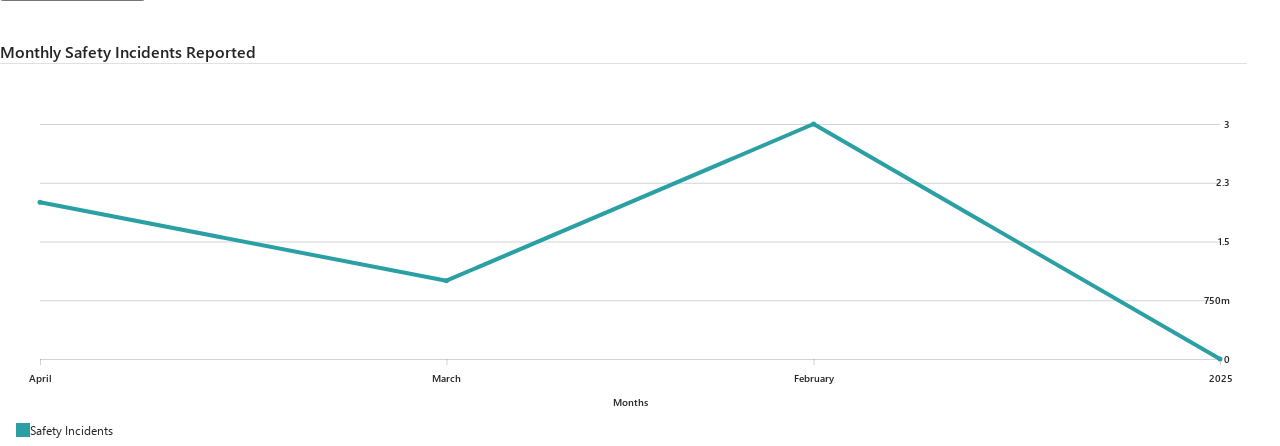 Monthly Safety Incidents Reported
3
2.3
1.5
750m
0
April March February 2025
Months
Safety Incidents